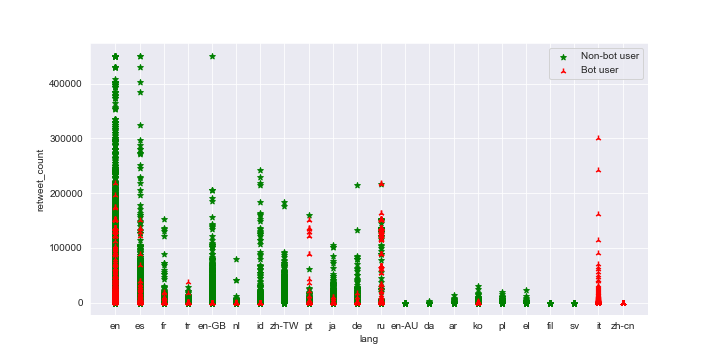 Non-bot user
Bot user
retweet_count
400000
300000
200000
100000
0
en es fr tr en-GB nl id zh-TW pt ja de ru en-AU da ar ko pl el fil sv it zh-cn
lang